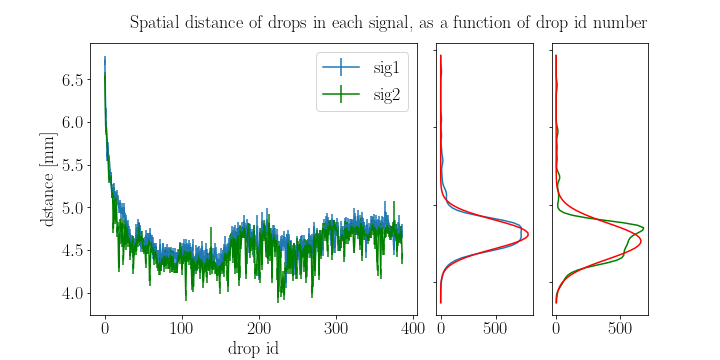 Spatial distance of drops in each signal, as a function of drop id number
sig1
sig2
dstance [mm]
6.5
6.0
5.5
5.0
4.5
4.0
0 100 200 300 400
0 500
0 500
drop id